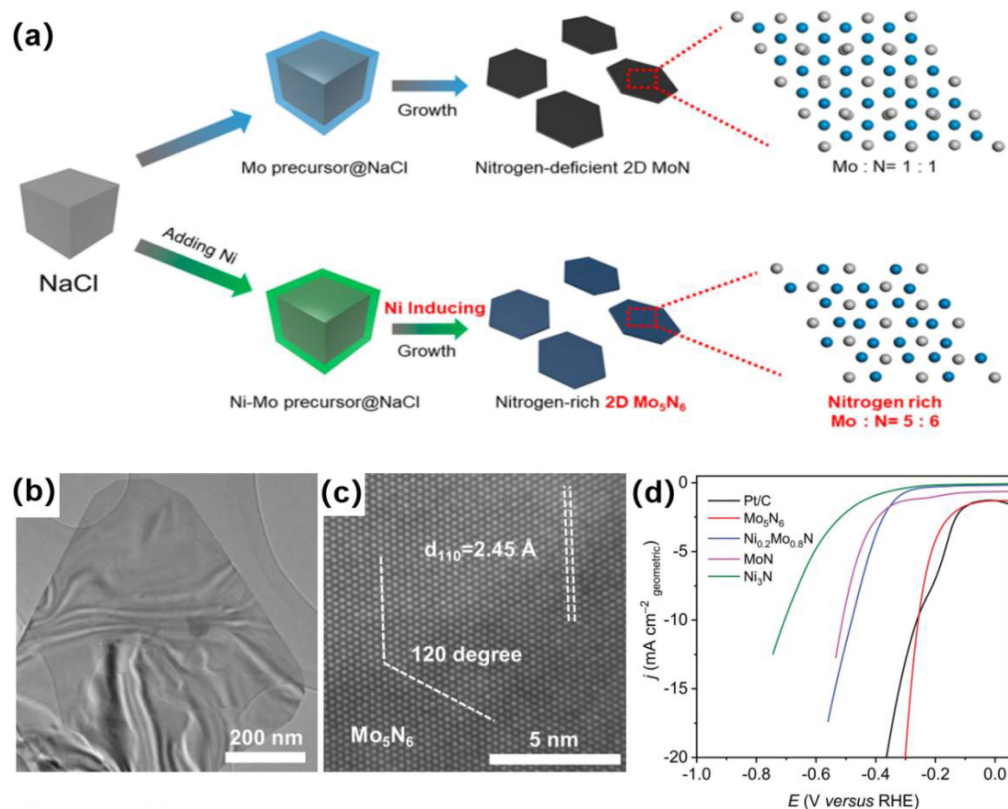 (a)
NaCl
Mo precursor@NaCl
Growth
Nitrogen-deficient 2D MoN
Mo : N= 1 : 1
Adding Ni
Ni-Mo precursor@NaCl
Ni Inducing
Growth
Nitrogen-rich 2D Mo₅N₆
Nitrogen rich
Mo : N= 5 : 6
(b)
200 nm
(c)
d₁₁₀=2.45 Å
120 degree
Mo₅N₆
5 nm
(d)
Pt/C
Mo₅N₆
Ni₀.₂Mo₀.₈N
MoN
Ni₃N
j (mA cm⁻² geometric)
0
-5
-10
-15
-20
-1.0 -0.8 -0.6 -0.4 -0.2 0.0
E (V versus RHE)